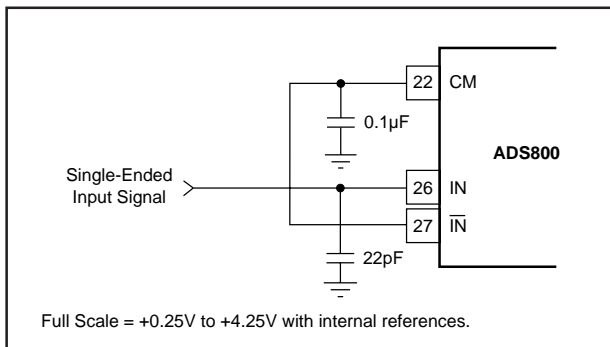 22 CM
0.1µF
ADS800
Single-Ended
Input Signal
26 IN
27 I̅N̅
22pF
Full Scale = +0.25V to +4.25V with internal references.